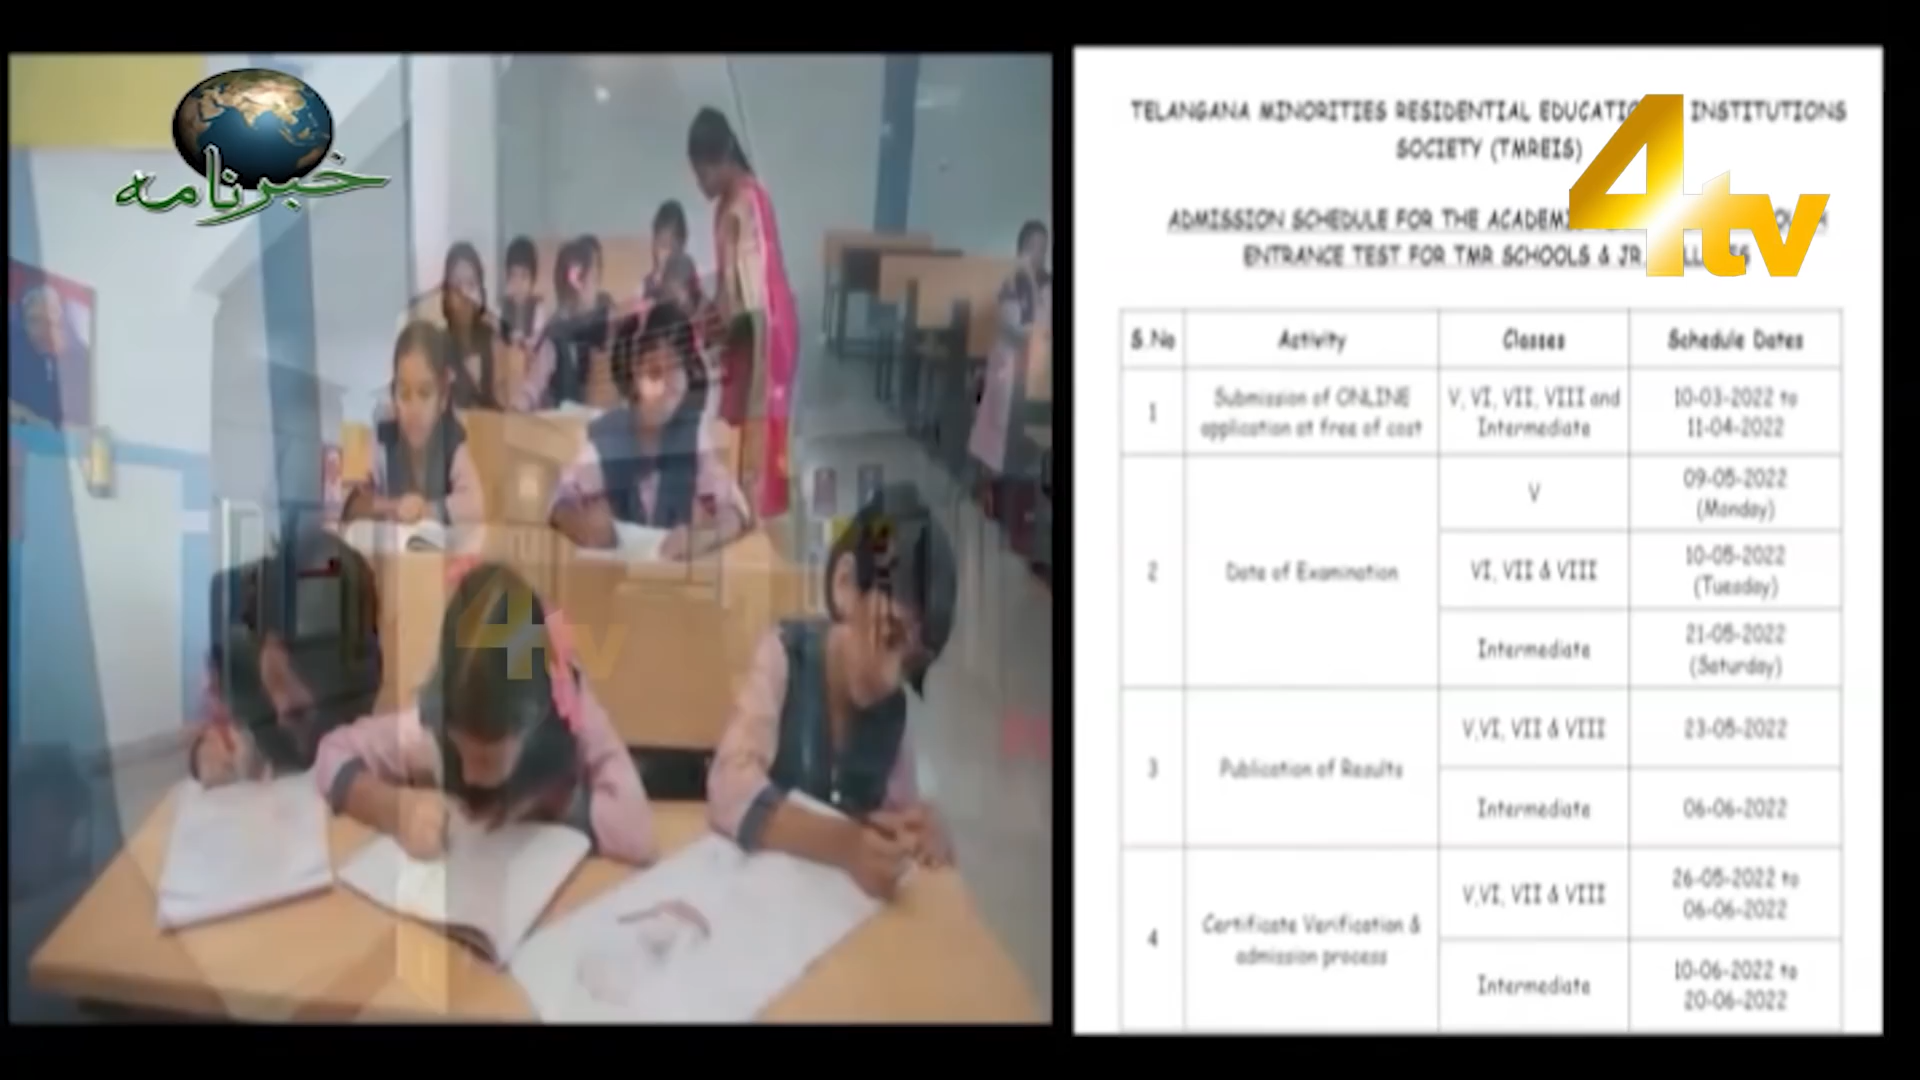 خبرنامه
4tv
4tv
TELANGANA MINORITIES RESIDENTIAL INSTITUTIONS
SOCIETY (TMREIS)
ADMISSION SCHEDULE FOR THE
ENTRANCE TEST FOR TMR SCHOOLS & JR.
S.No Activity Classes Schedule Dates
1 Submission of ONLINE application at free of cost V, VI, VII, VIII and Intermediate 10-03-2022 to 11-04-2022
2 Date of Examination V 09-05-2022 (Monday)
VI, VII & VIII 10-05-2022 (Tuesday)
Intermediate 21-05-2022 (Saturday)
3 Publication of Results V,VI, VII & VIII 23-05-2022
Intermediate 06-06-2022
4 Certificate Verification & admission process V,VI, VII & VIII 26-05-2022 to 06-06-2022
Intermediate 10-06-2022 to 20-06-2022